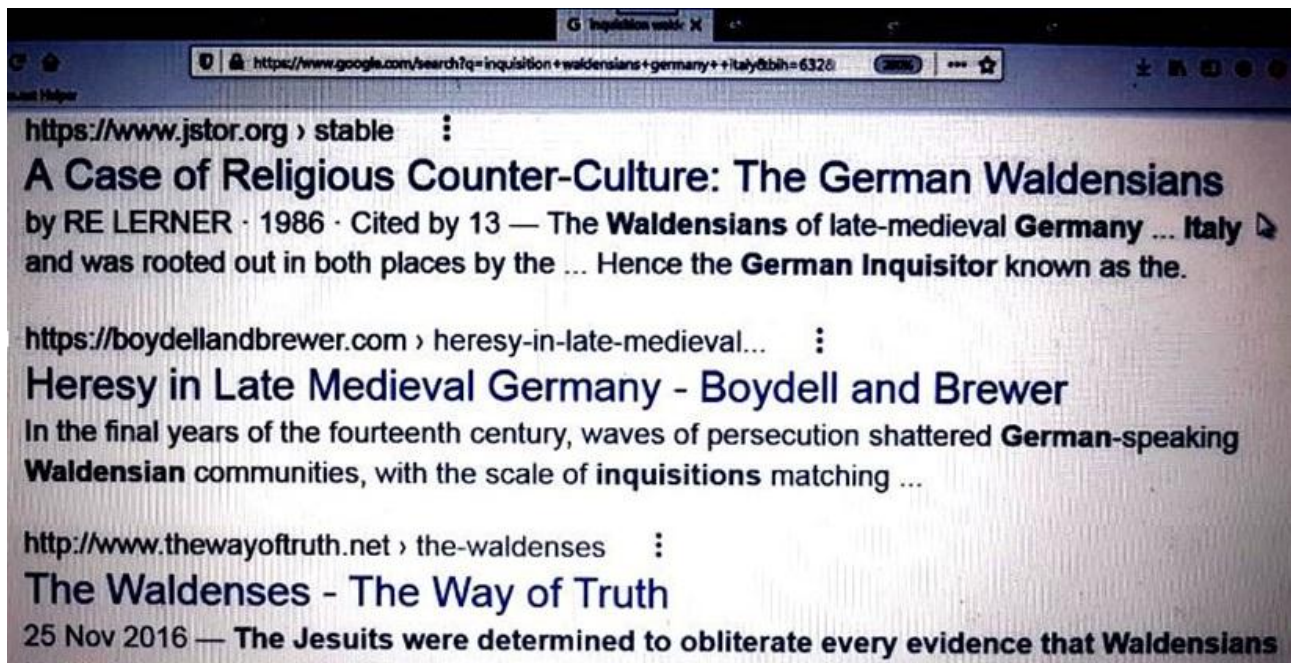 G Inquisition wald
https://www.google.com/search?q=inquisition+waldensians+germany++italy&bih=632&
https://www.jstor.org › stable
A Case of Religious Counter-Culture: The German Waldensians
by RE LERNER · 1986 · Cited by 13 — The Waldensians of late-medieval Germany ... Italy
and was rooted out in both places by the ... Hence the German Inquisitor known as the.
https://boydellandbrewer.com › heresy-in-late-medieval...
Heresy in Late Medieval Germany - Boydell and Brewer
In the final years of the fourteenth century, waves of persecution shattered German-speaking
Waldensian communities, with the scale of inquisitions matching ...
http://www.thewayoftruth.net › the-waldenses
The Waldenses - The Way of Truth
25 Nov 2016 — The Jesuits were determined to obliterate every evidence that Waldensians